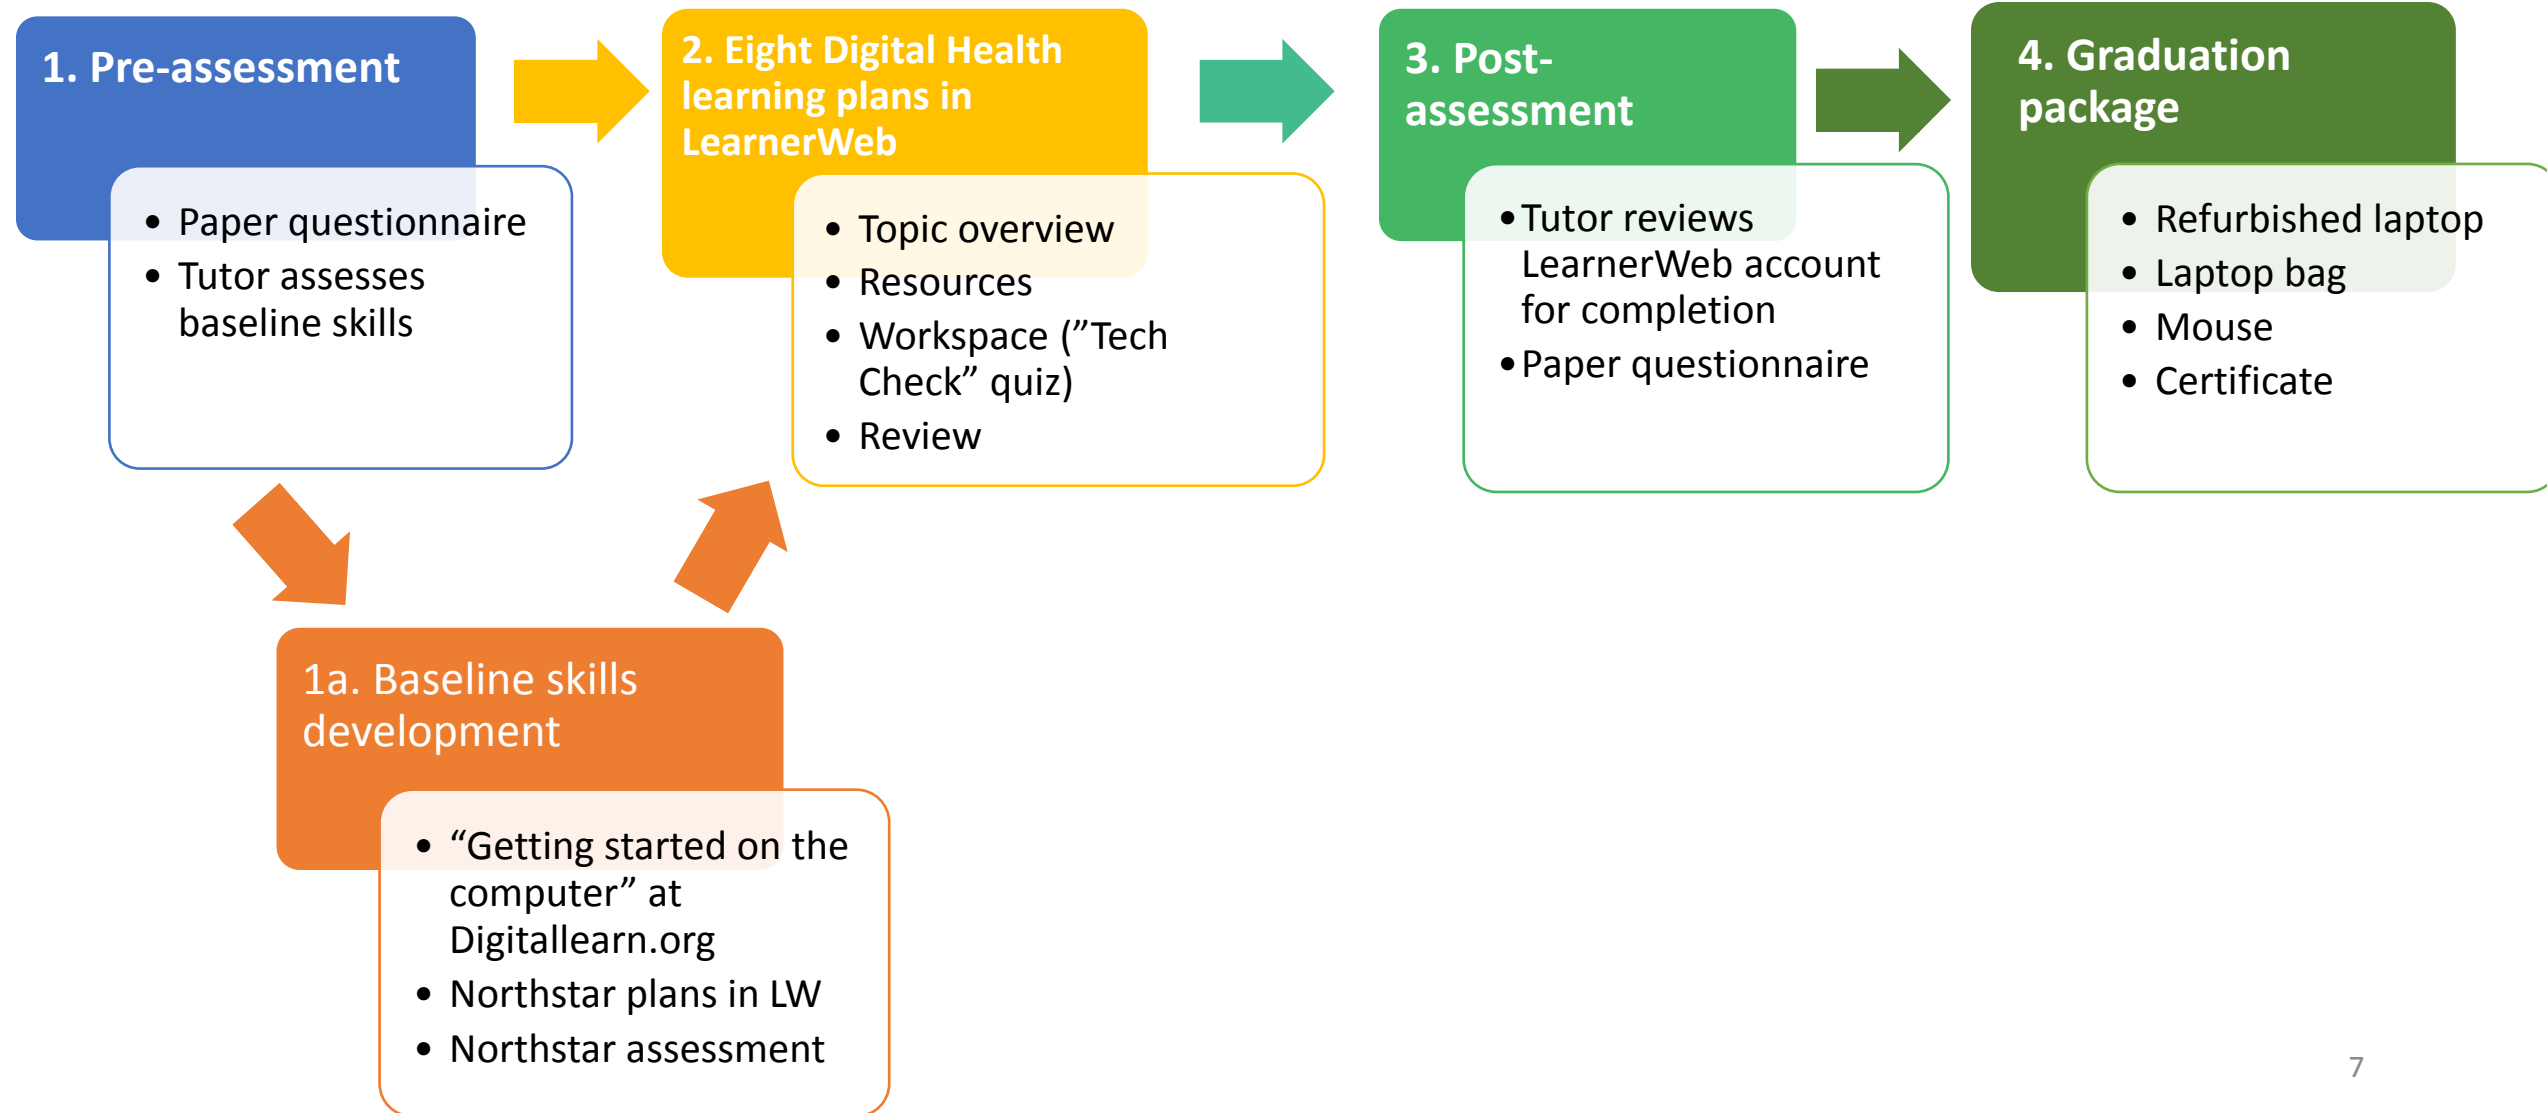 1. Pre-assessment
• Paper questionnaire
• Tutor assesses
baseline skills
2. Eight Digital Health
learning plans in
LearnerWeb
• Topic overview
• Resources
• Workspace (”Tech
Check” quiz)
• Review
3. Post-
assessment
•Tutor reviews
LearnerWeb account
for completion
•Paper questionnaire
4. Graduation
package
• Refurbished laptop
• Laptop bag
• Mouse
• Certificate
1a. Baseline skills
development
• “Getting started on the
computer” at
Digitallearn.org
• Northstar plans in LW
• Northstar assessment
7